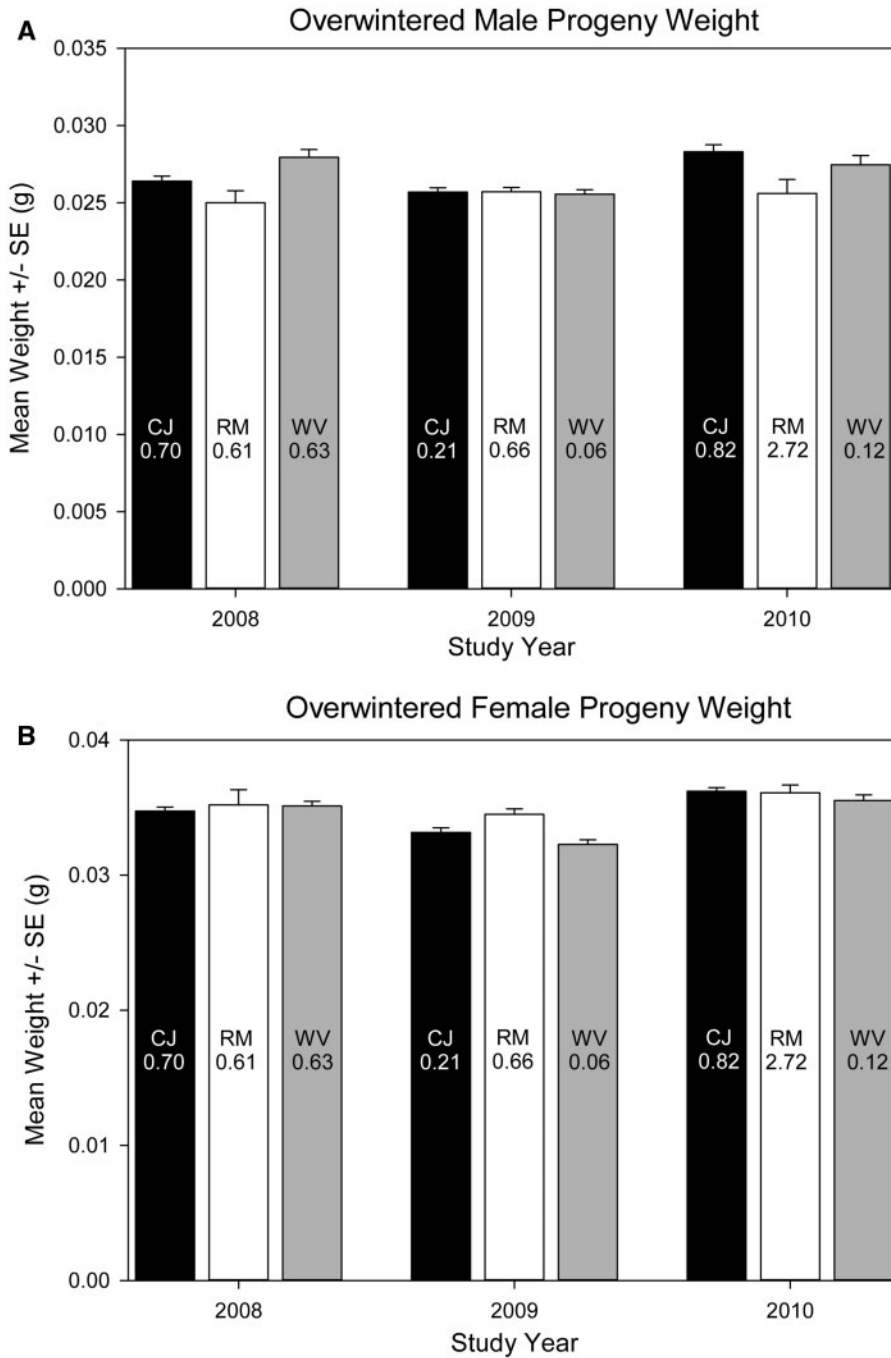 A
Overwintered Male Progeny Weight
Mean Weight +/- SE (g)
0.035
0.030
0.025
0.020
0.015
0.010
0.005
0.000
CJ
0.70
RM
0.61
WV
0.63
CJ
0.21
RM
0.66
WV
0.06
CJ
0.82
RM
2.72
WV
0.12
2008
2009
2010
Study Year
B
Overwintered Female Progeny Weight
Mean Weight +/- SE (g)
0.04
0.03
0.02
0.01
0.00
CJ
0.70
RM
0.61
WV
0.63
CJ
0.21
RM
0.66
WV
0.06
CJ
0.82
RM
2.72
WV
0.12
2008
2009
2010
Study Year